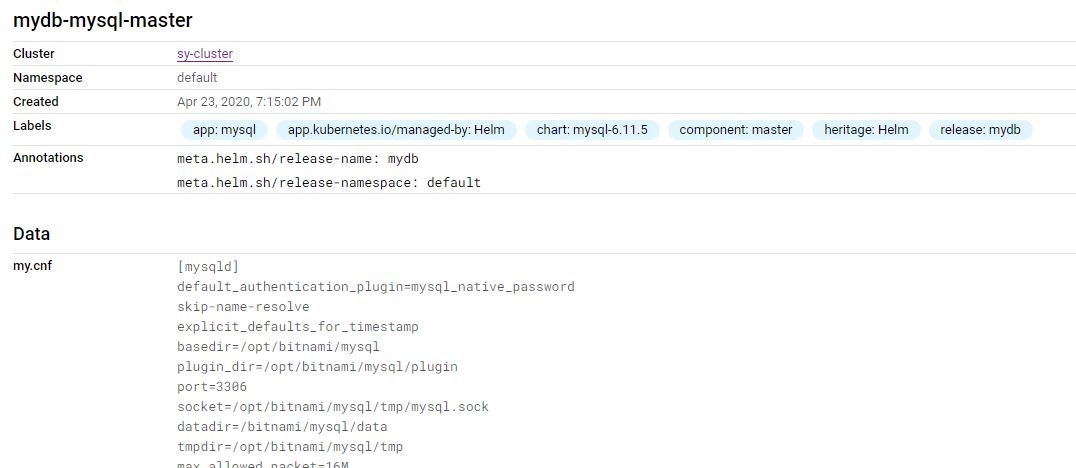 mydb-mysql-master
Cluster sy-cluster
Namespace default
Created Apr 23, 2020, 7:15:02 PM
Labels app: mysql app.kubernetes.io/managed-by: Helm chart: mysql-6.11.5 component: master heritage: Helm release: mydb
Annotations meta.helm.sh/release-name: mydb
meta.helm.sh/release-namespace: default
Data
my.cnf [mysqld]
default_authentication_plugin=mysql_native_password
skip-name-resolve
explicit_defaults_for_timestamp
basedir=/opt/bitnami/mysql
plugin_dir=/opt/bitnami/mysql/plugin
port=3306
socket=/opt/bitnami/mysql/tmp/mysql.sock
datadir=/bitnami/mysql/data
tmpdir=/opt/bitnami/mysql/tmp
max_allowed_packet=16M